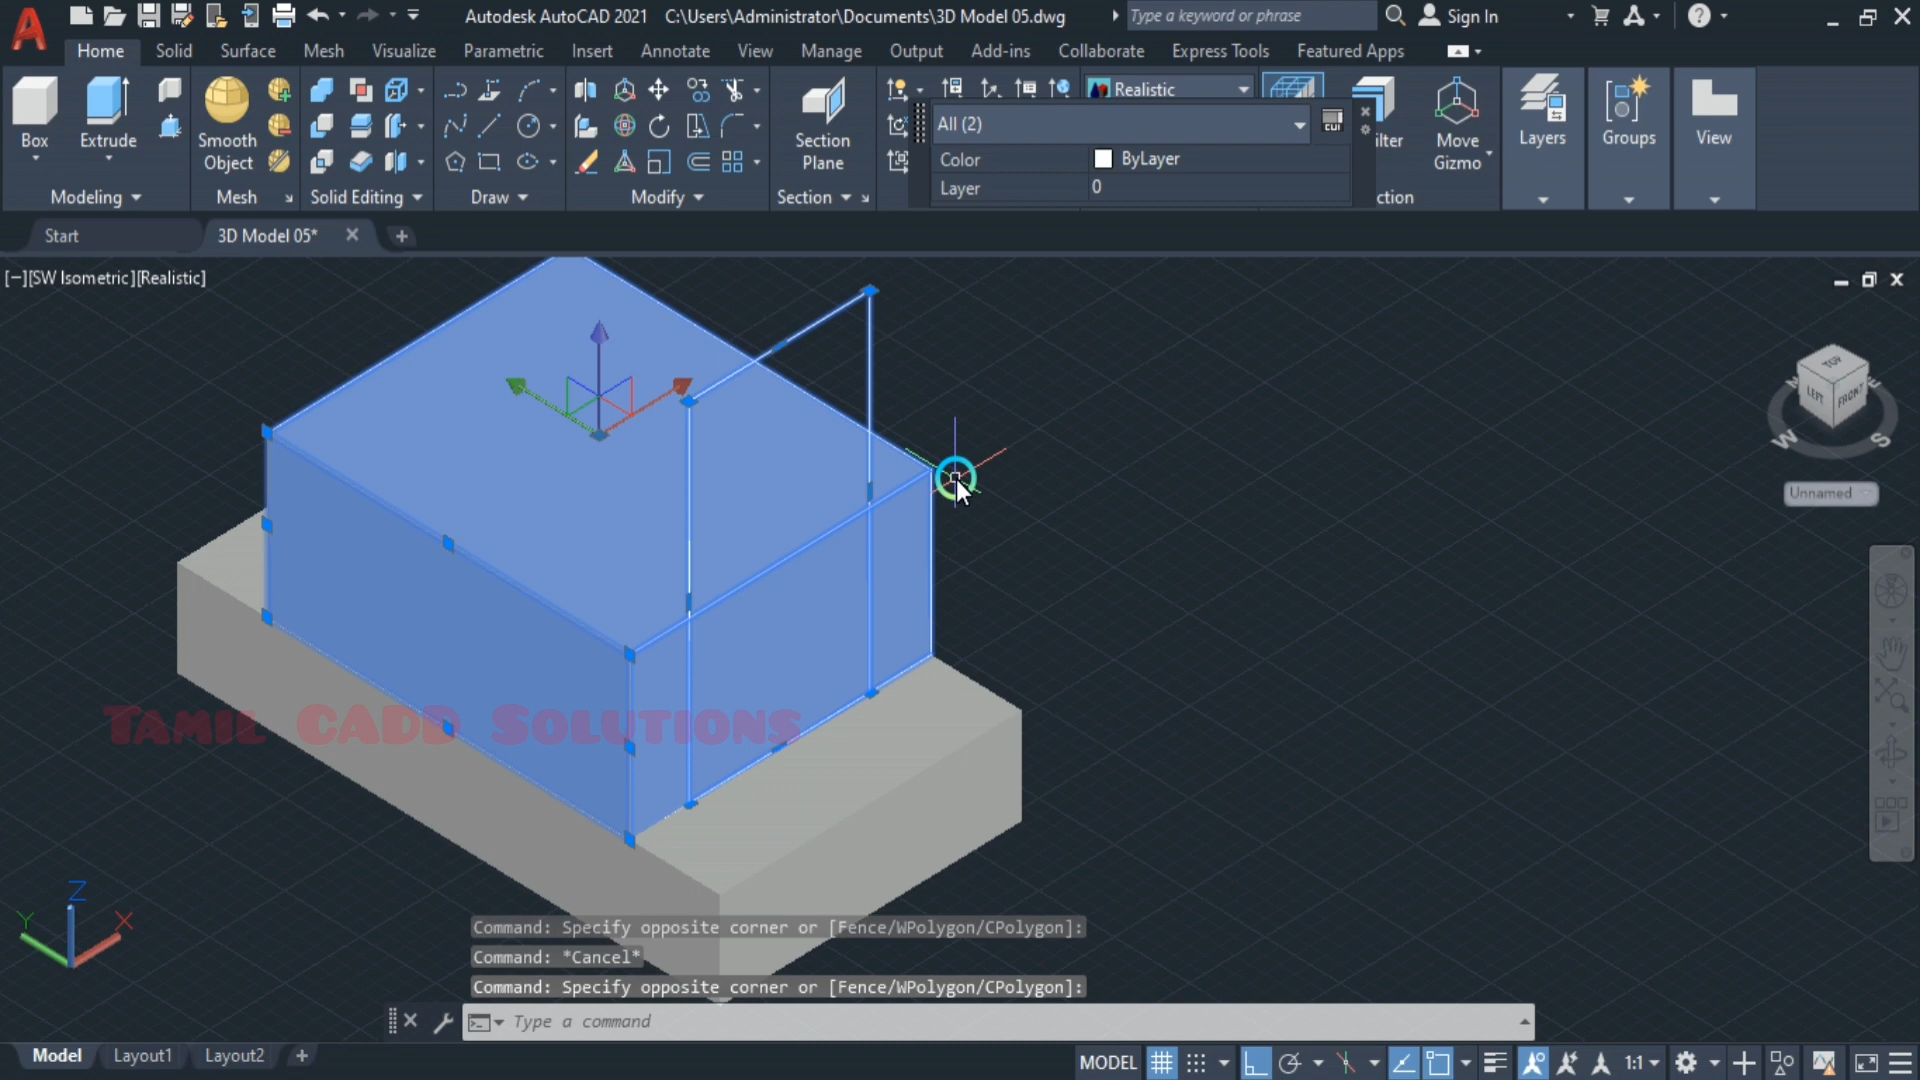 Autodesk AutoCAD 2021 C:\Users\Administrator\Documents\3D Model 05.dwg Type a keyword or phrase Sign In
Home Solid Surface Mesh Visualize Parametric Insert Annotate View Manage Output Add-ins Collaborate Express Tools Featured Apps
Realistic
All (2)
CUI
Box Extrude Smooth Object Section Plane Move Gizmo Layers Groups View
Color ByLayer
Layer 0
Modeling Mesh Solid Editing Draw Modify Section
Start 3D Model 05*
[−][SW Isometric][Realistic]
TOP
LEFT FRONT
W S
Unnamed
TAMIL CADD SOLUTIONS
Z
Y X
Command: Specify opposite corner or [Fence/WPolygon/CPolygon]:
Command: *Cancel*
Command: Specify opposite corner or [Fence/WPolygon/CPolygon]:
Type a command
Model Layout1 Layout2 MODEL 1:1